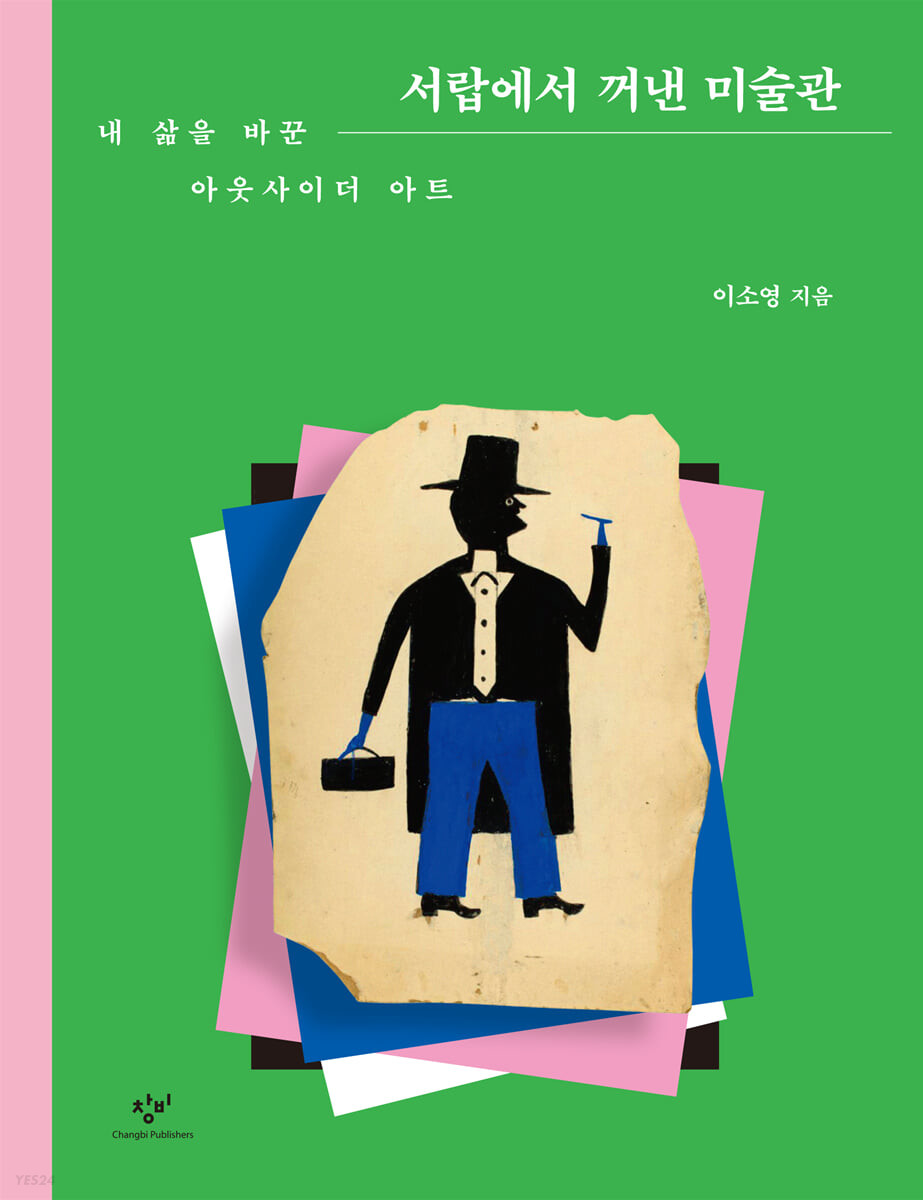 서랍에서 꺼낸 미술관
내 삶을 바꾼
아웃사이더 아트
이소영 지음
창비
Changbi Publishers
YES24